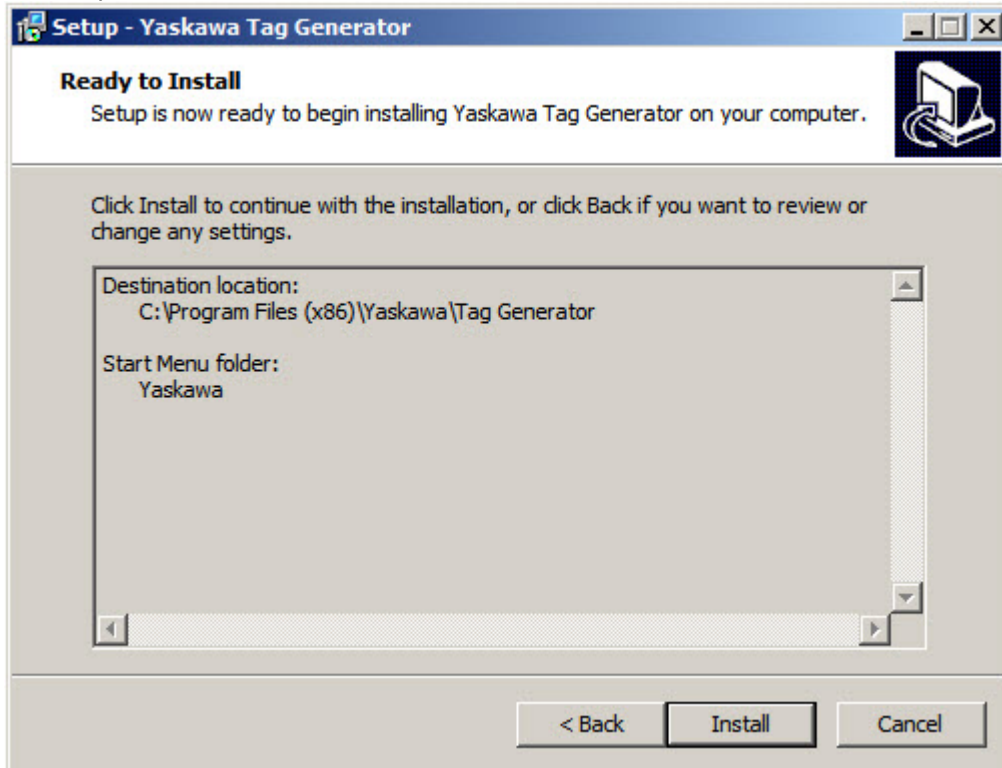 Setup - Yaskawa Tag Generator
Ready to Install
Setup is now ready to begin installing Yaskawa Tag Generator on your computer.
Click Install to continue with the installation, or click Back if you want to review or
change any settings.
Destination location:
C:\Program Files (x86)\Yaskawa\Tag Generator
Start Menu folder:
Yaskawa
< Back Install Cancel